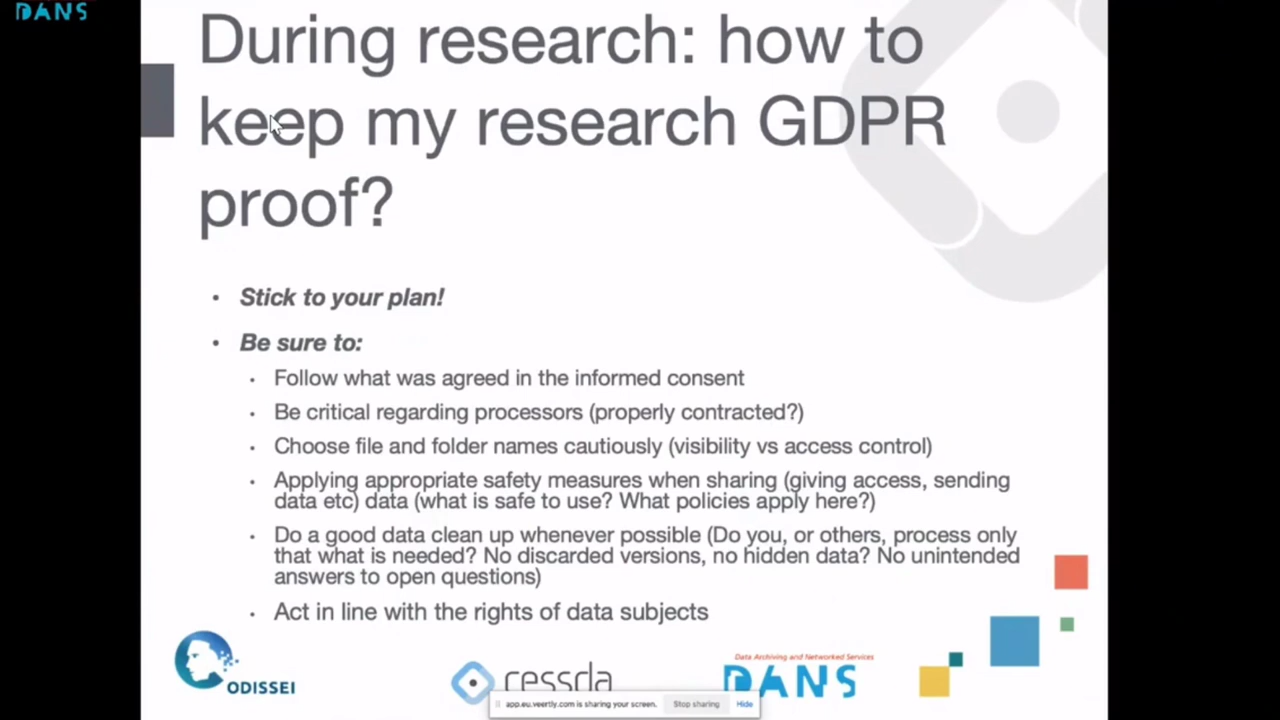 DANS
During research: how to
keep my research GDPR
proof?
• Stick to your plan!
• Be sure to:
• Follow what was agreed in the informed consent
• Be critical regarding processors (properly contracted?)
• Choose file and folder names cautiously (visibility vs access control)
• Applying appropriate safety measures when sharing (giving access, sending
data etc) data (what is safe to use? What policies apply here?)
• Do a good data clean up whenever possible (Do you, or others, process only
that what is needed? No discarded versions, no hidden data? No unintended
answers to open questions)
• Act in line with the rights of data subjects
ODISSEI
cessda
Data Archiving and Networked Services
DANS
app.eu.veertly.com is sharing your screen. Stop sharing Hide